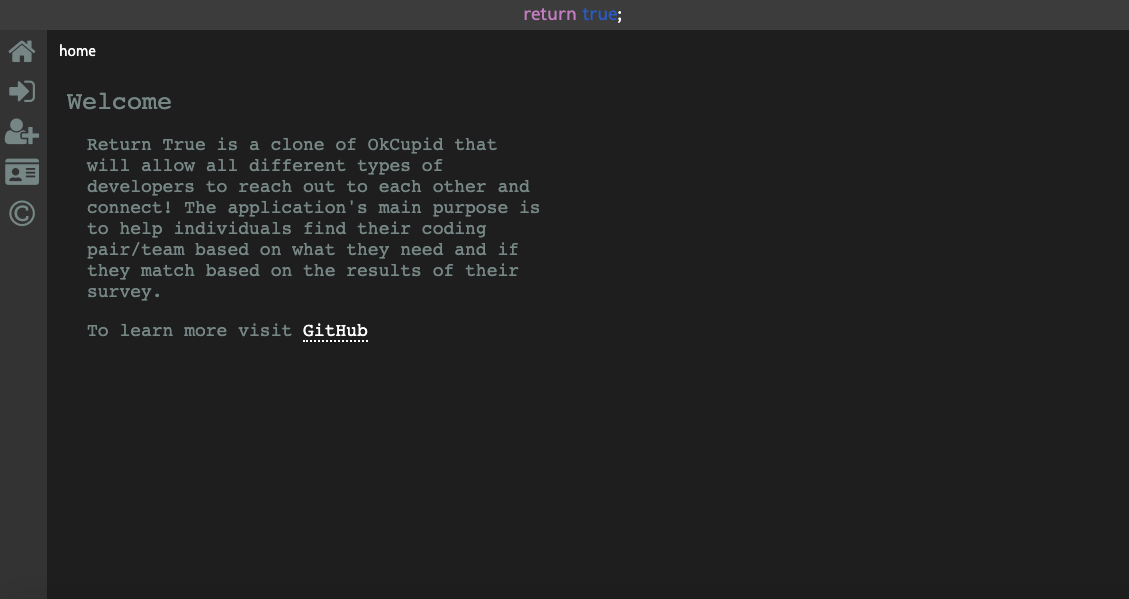 return true;
home
Welcome
Return True is a clone of OkCupid that
will allow all different types of
developers to reach out to each other and
connect! The application's main purpose is
to help individuals find their coding
pair/team based on what they need and if
they match based on the results of their
survey.
To learn more visit GitHub